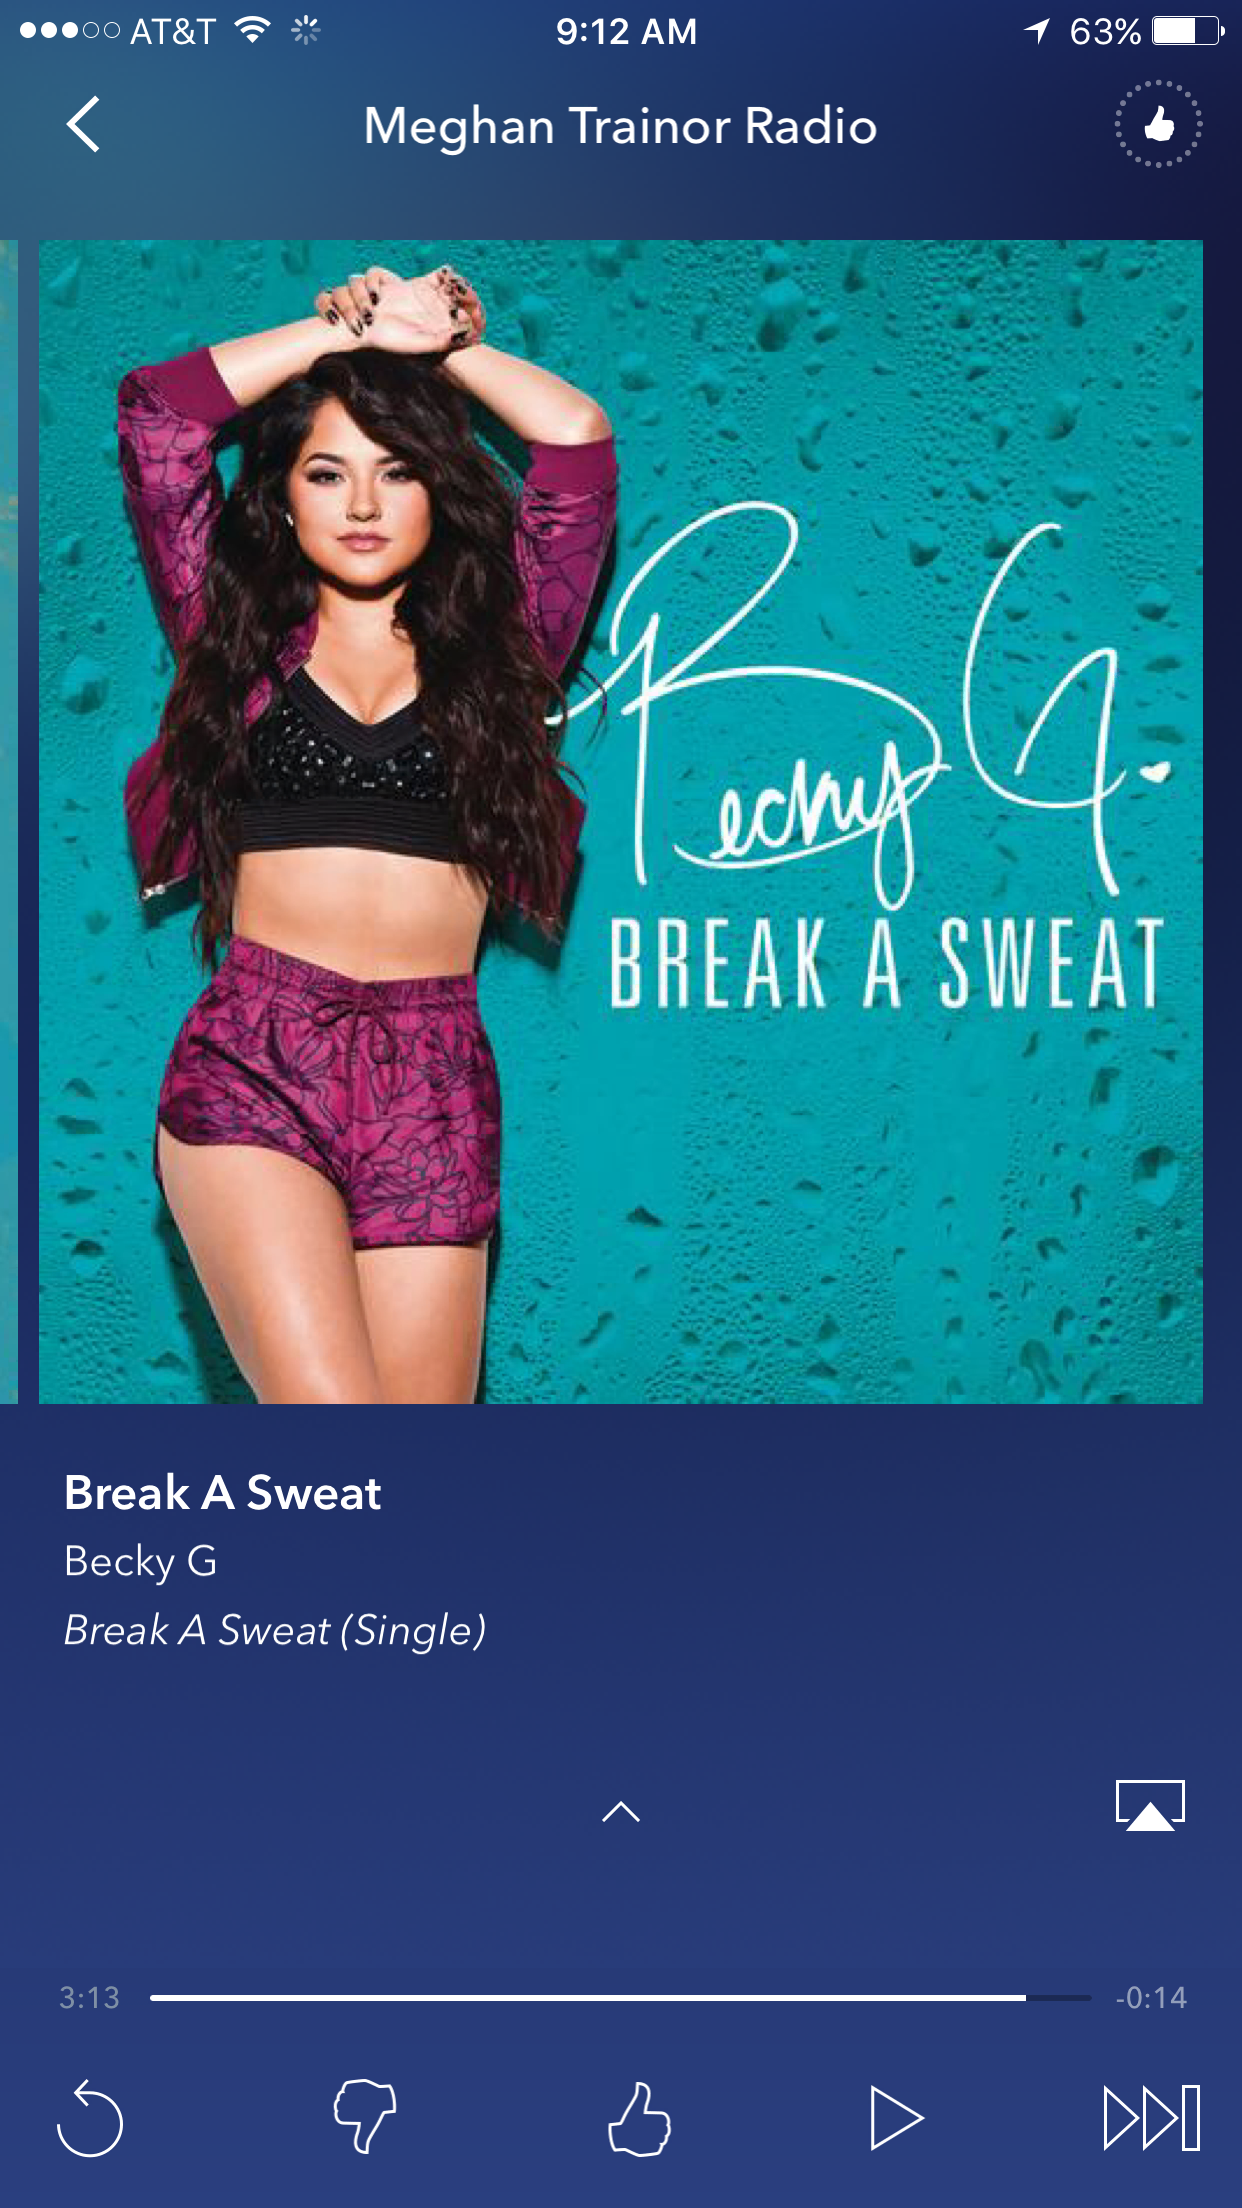 AT&T 9:12 AM 63%
Meghan Trainor Radio
Becky G.
BREAK A SWEAT
Break A Sweat
Becky G
Break A Sweat (Single)
3:13 -0:14